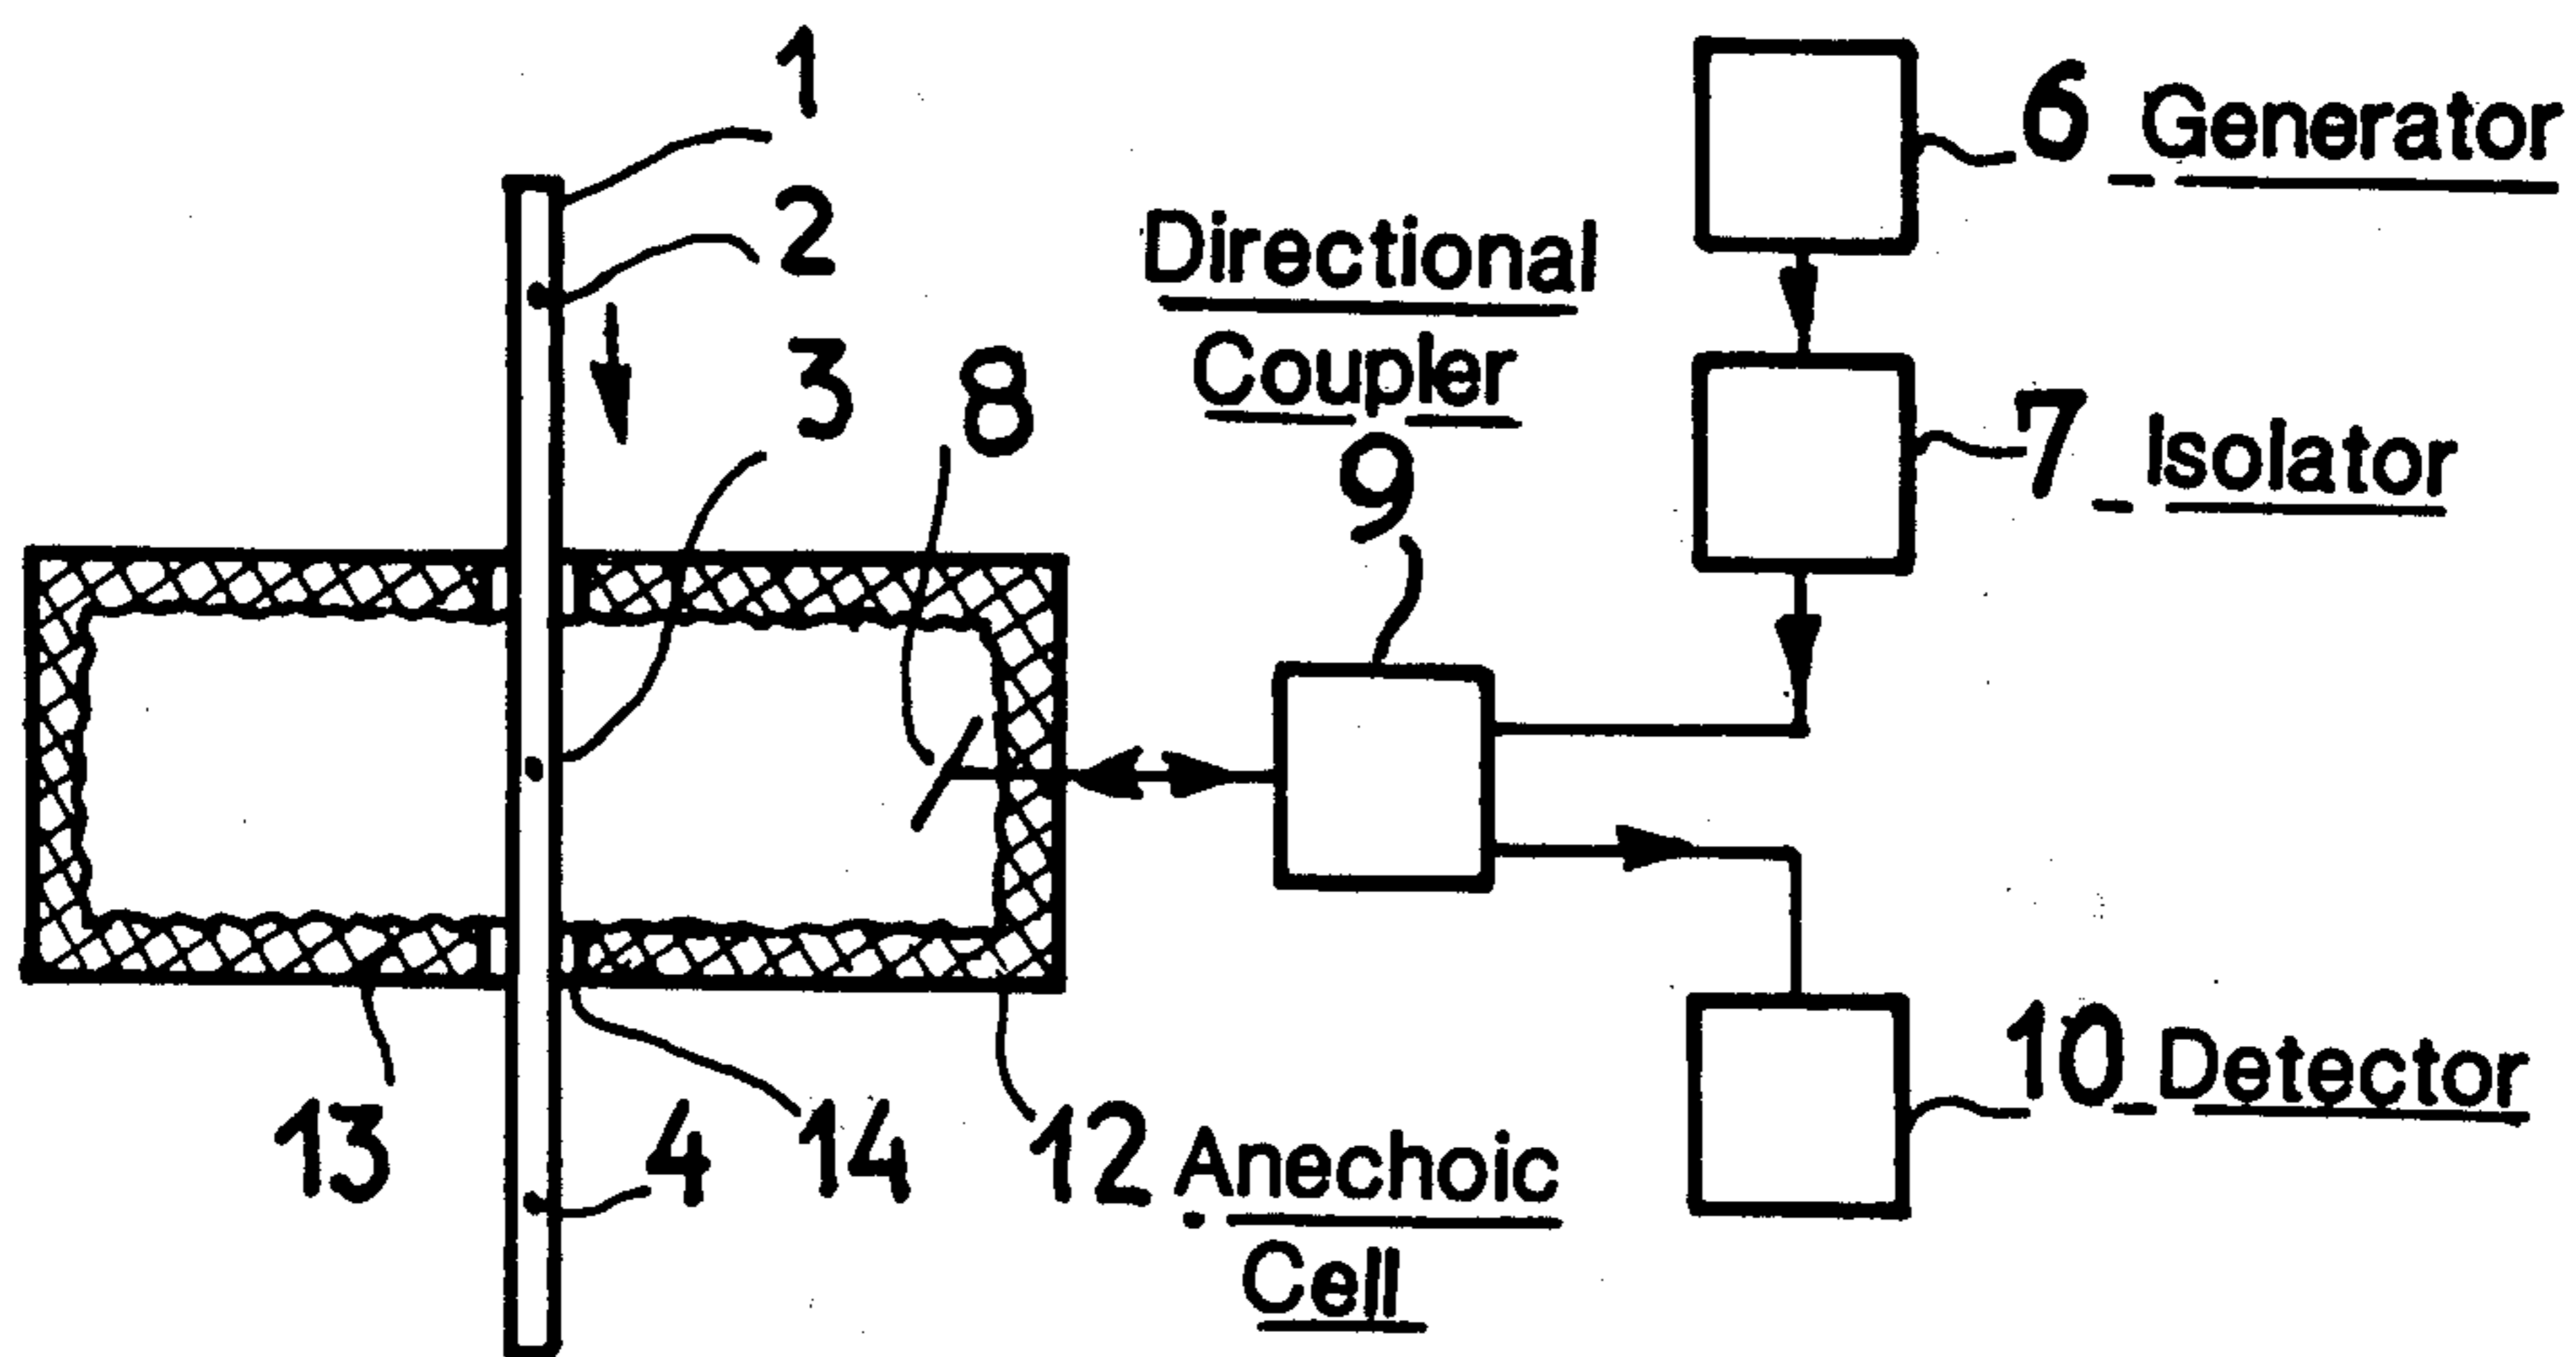 1
2
3
8
Directional
Coupler
9
6 Generator
7 Isolator
10 Detector
13
4
14
12 Anechoic
Cell